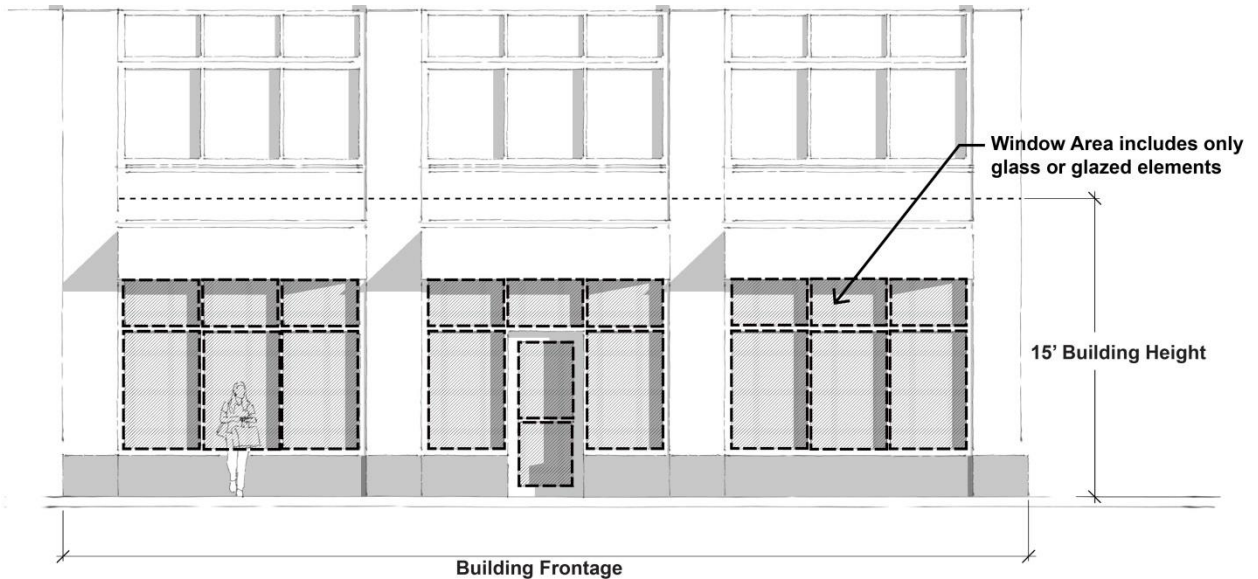 Window Area includes only
glass or glazed elements
15’ Building Height
Building Frontage